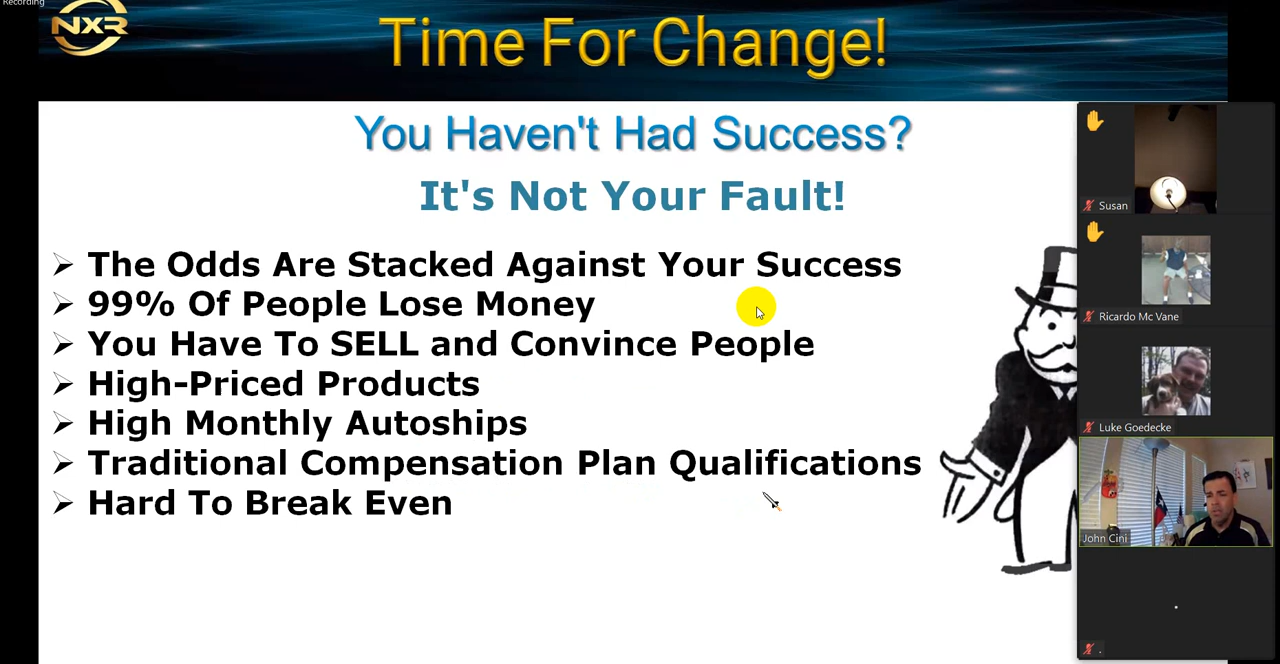 Recording
NXR
Time For Change!
You Haven't Had Success?
It's Not Your Fault!
The Odds Are Stacked Against Your Success
99% Of People Lose Money
You Have To SELL and Convince People
High-Priced Products
High Monthly Autoships
Traditional Compensation Plan Qualifications
Hard To Break Even
Susan
Ricardo Mc Vane
Luke Goedecke
John Cini
.
.